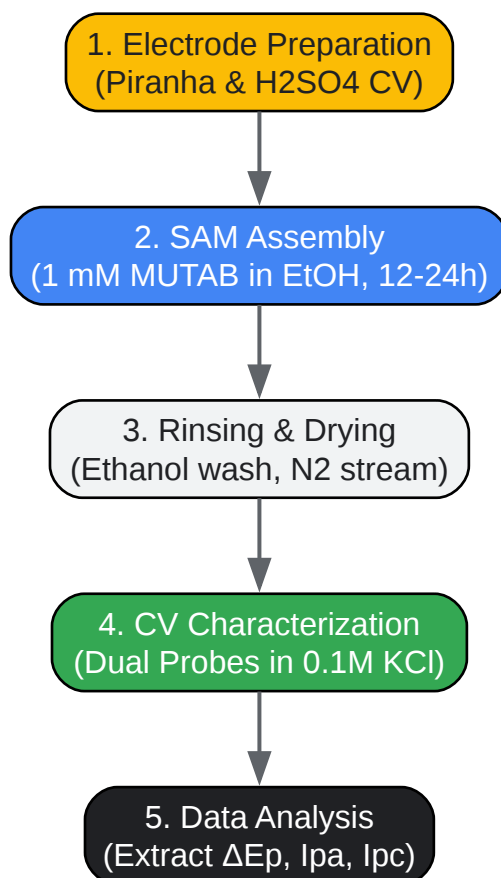 1. Electrode Preparation
(Piranha & H2SO4 CV)
2. SAM Assembly
(1 mM MUTAB in EtOH, 12-24h)
3. Rinsing & Drying
(Ethanol wash, N2 stream)
4. CV Characterization
(Dual Probes in 0.1M KCl)
5. Data Analysis
(Extract ΔEp, Ipa, Ipc)